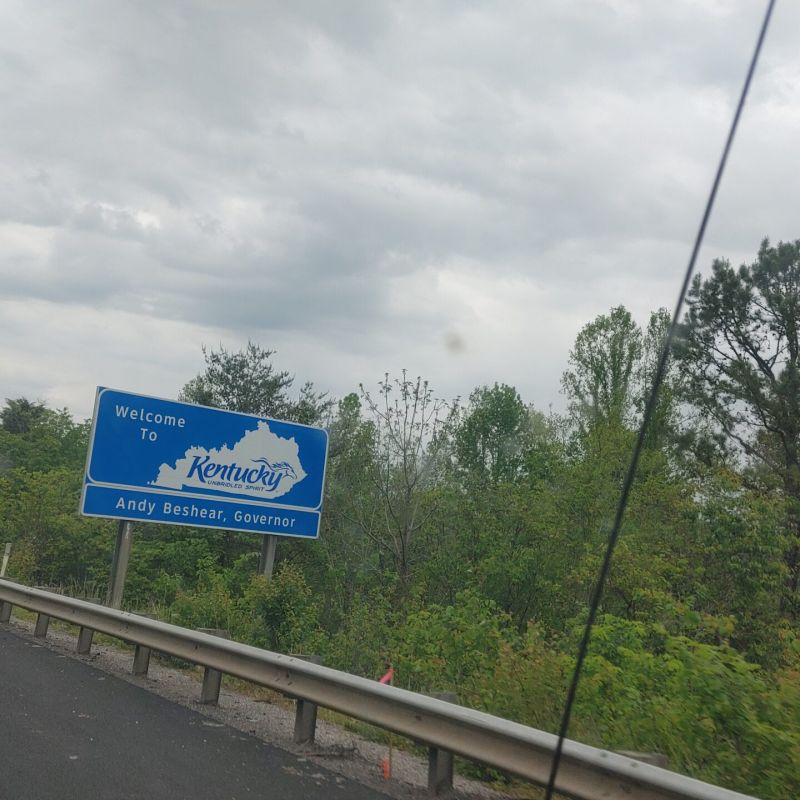 Welcome
To
Kentucky
UNBRIDLED SPIRIT
Andy Beshear, Governor